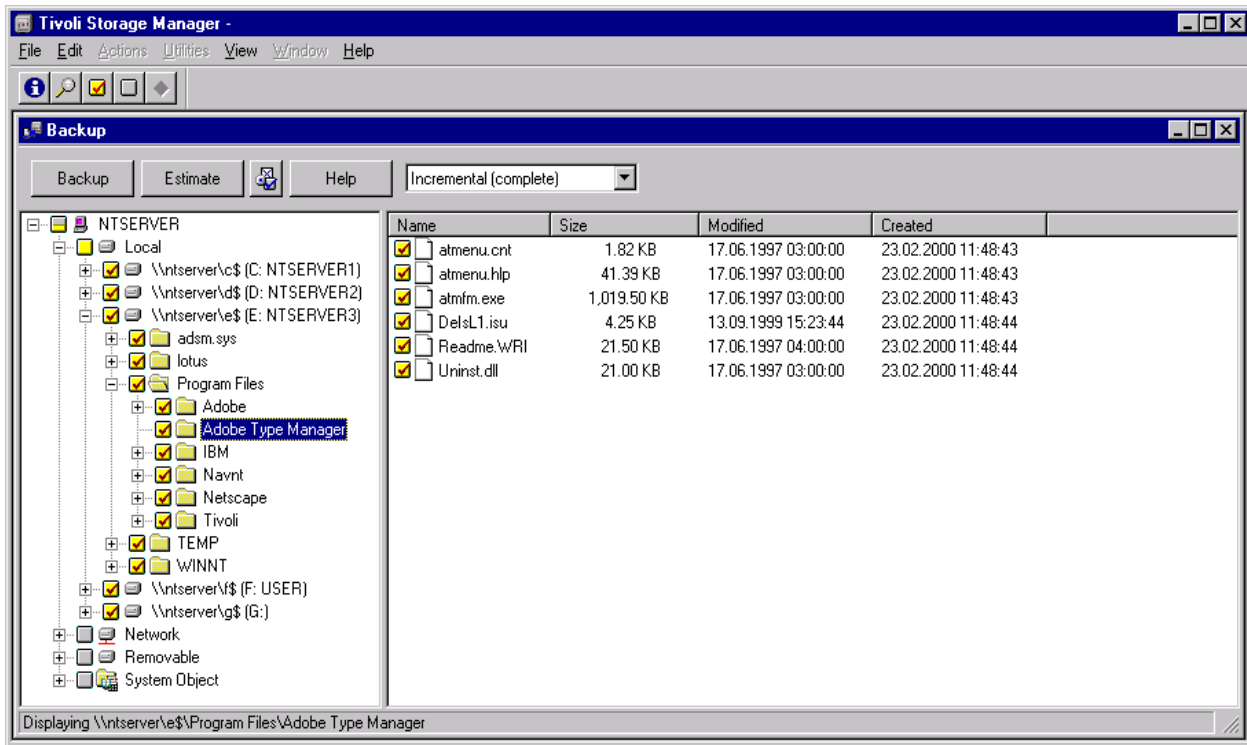 Tivoli Storage Manager -
File Edit Actions Utilities View Window Help
Backup
Backup Estimate Help Incremental (complete)
NTSERVER
Local
\\ntserver\c$ (C: NTSERVER1)
\\ntserver\d$ (D: NTSERVER2)
\\ntserver\e$ (E: NTSERVER3)
adsm.sys
lotus
Program Files
Adobe
Adobe Type Manager
IBM
Navnt
Netscape
Tivoli
TEMP
WINNT
\\ntserver\f$ (F: USER)
\\ntserver\g$ (G:)
Network
Removable
System Object
Name Size Modified Created
atmenu.cnt 1.82 KB 17.06.1997 03:00:00 23.02.2000 11:48:43
atmenu.hlp 41.39 KB 17.06.1997 03:00:00 23.02.2000 11:48:43
atmfm.exe 1,019.50 KB 17.06.1997 03:00:00 23.02.2000 11:48:43
DeIsL1.isu 4.25 KB 13.09.1999 15:23:44 23.02.2000 11:48:44
Readme.WRI 21.50 KB 17.06.1997 04:00:00 23.02.2000 11:48:44
Uninst.dll 21.00 KB 17.06.1997 03:00:00 23.02.2000 11:48:44
Displaying \\ntserver\e$\Program Files\Adobe Type Manager